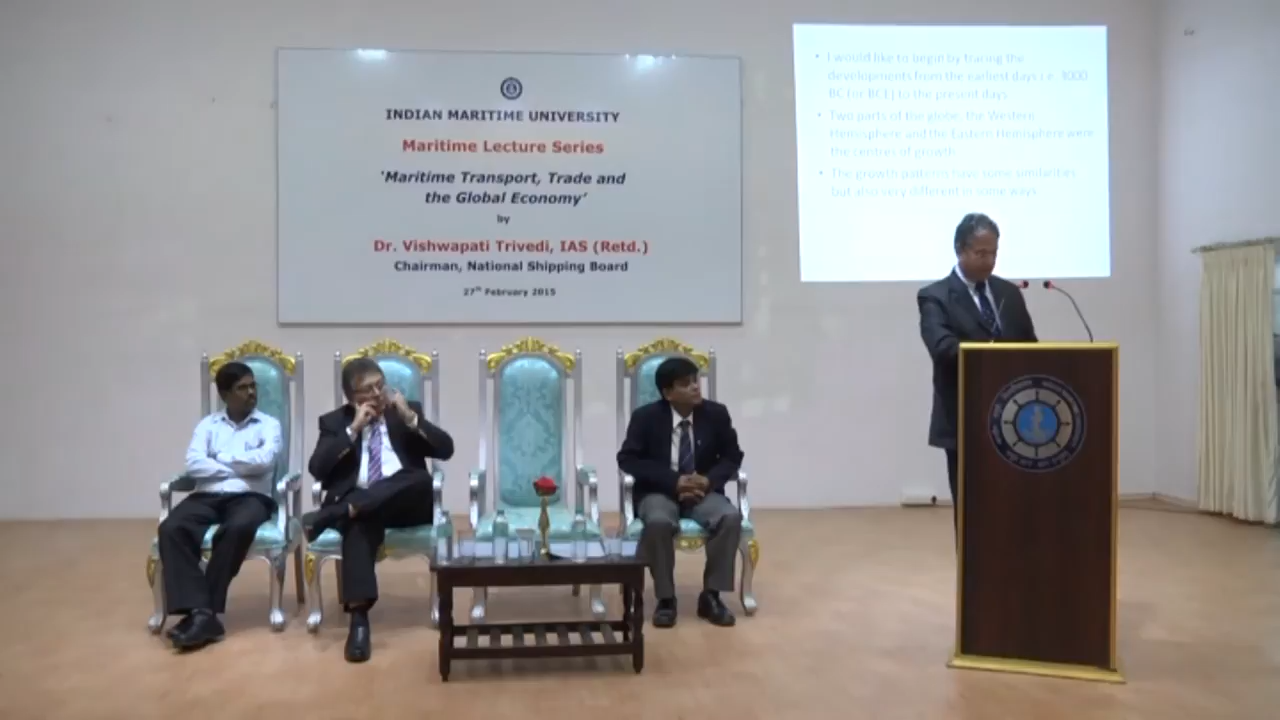 INDIAN MARITIME UNIVERSITY
Maritime Lecture Series
'Maritime Transport, Trade and
the Global Economy'
by
Dr. Vishwapati Trivedi, IAS (Retd.)
Chairman, National Shipping Board
27th February 2015
• I would like to begin by tracing the
developments from the earliest days i.e. 3000
BC (or BCE) to the present days.
• Two parts of the globe, the Western
Hemisphere and the Eastern Hemisphere were
the centres of growth.
• The growth patterns have some similarities
but also very different in some ways.